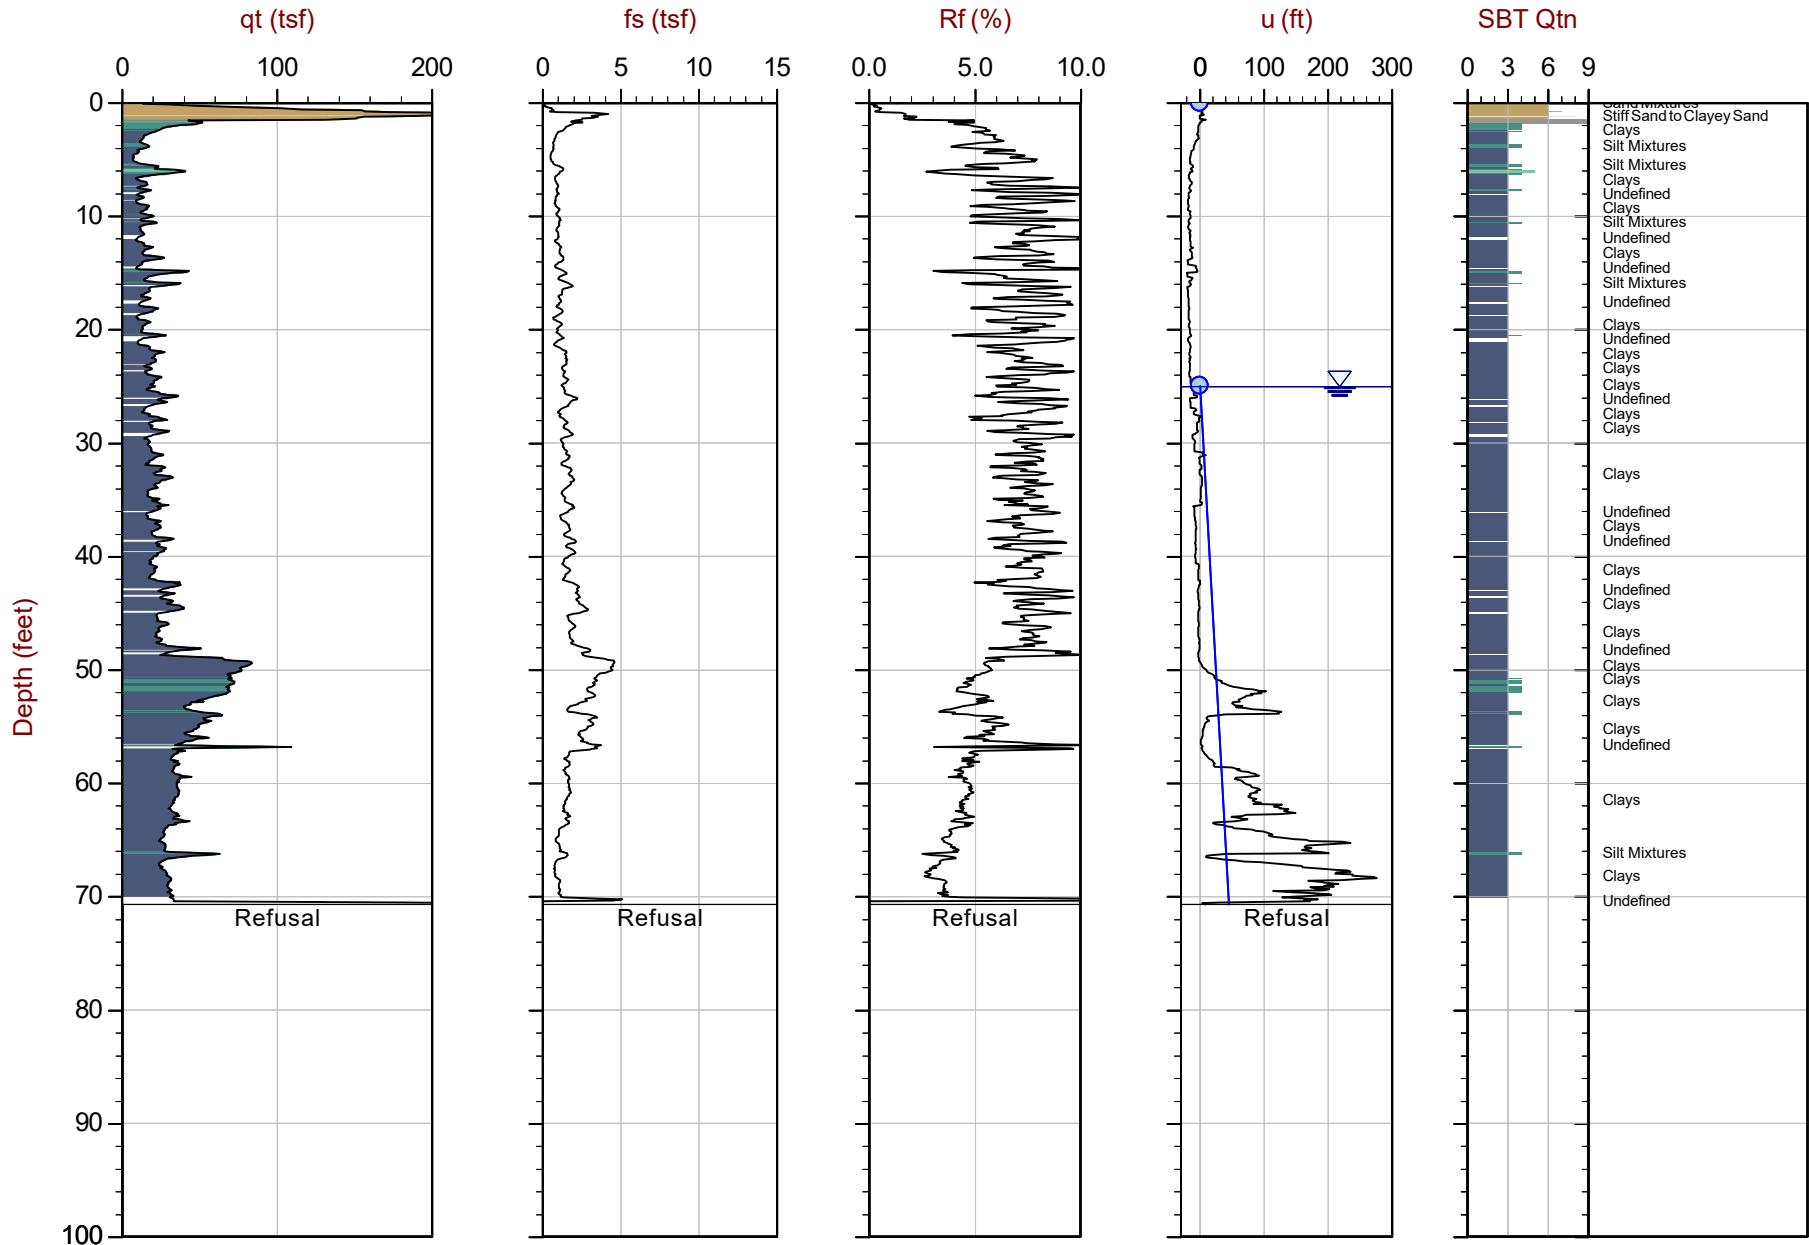 qt (tsf) fs (tsf) Rf (%) u (ft) SBT Qtn
0 100 200 0 5 15 0.0 5.0 10.0 0 100 200 300 0 3 6 9
0
10
20
30
40
50
60
70
80
90
100
Depth (feet)
Sand Mixtures
Stiff Sand to Clayey Sand
Clays
Silt Mixtures
Silt Mixtures
Clays
Undefined
Clays
Silt Mixtures
Undefined
Clays
Undefined
Silt Mixtures
Undefined
Clays
Undefined
Clays
Clays
Clays
Undefined
Clays
Clays
Clays
Undefined
Clays
Undefined
Clays
Undefined
Clays
Clays
Undefined
Clays
Clays
Clays
Clays
Undefined
Clays
Silt Mixtures
Clays
Undefined
Refusal Refusal Refusal Refusal